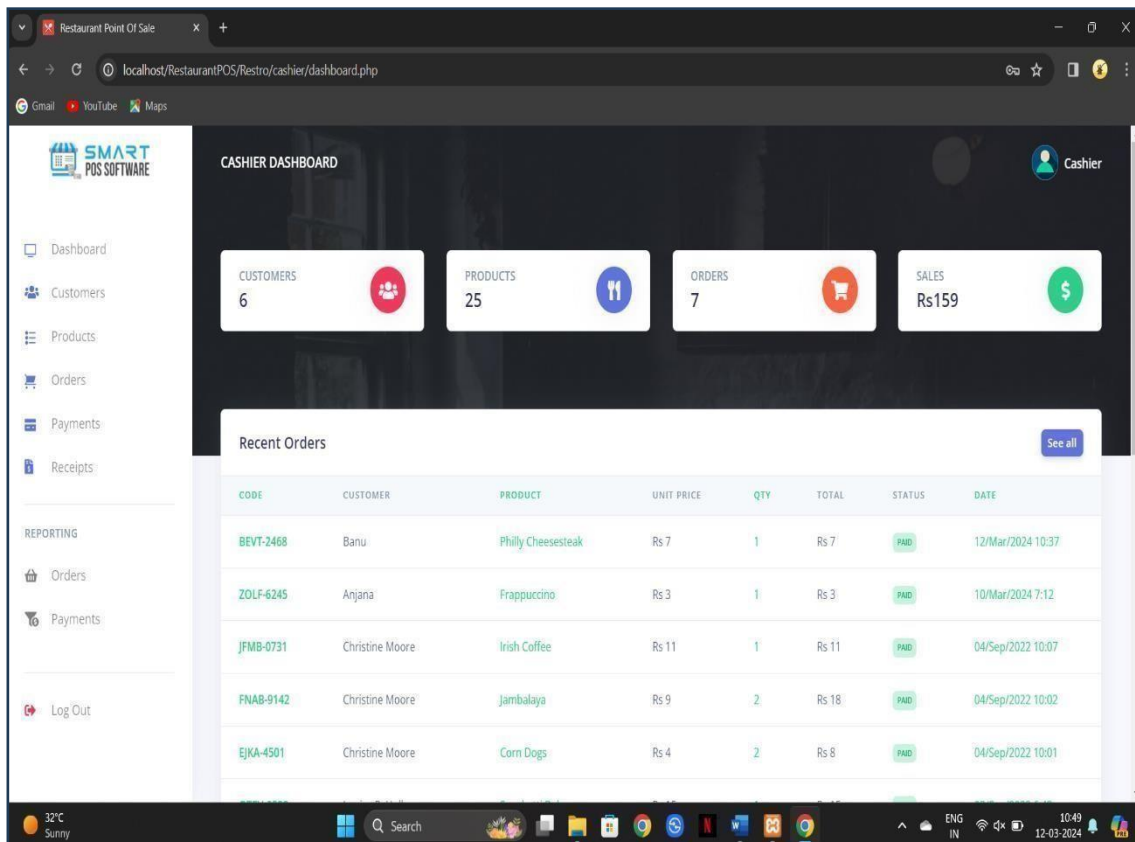 Restaurant Point Of Sale
localhost/RestaurantPOS/Restro/cashier/dashboard.php
Gmail YouTube Maps
SMART
POS SOFTWARE
CASHIER DASHBOARD
Cashier
Dashboard
Customers
Products
Orders
Payments
Receipts
REPORTING
Orders
Payments
Log Out
CUSTOMERS
6
PRODUCTS
25
ORDERS
7
SALES
Rs159
Recent Orders
See all
CODE CUSTOMER PRODUCT UNIT PRICE QTY TOTAL STATUS DATE
BEVT-2468 Banu Philly Cheesesteak Rs 7 1 Rs 7 PAID 12/Mar/2024 10:37
ZOLF-6245 Anjana Frappuccino Rs 3 1 Rs 3 PAID 10/Mar/2024 7:12
JFMB-0731 Christine Moore Irish Coffee Rs 11 1 Rs 11 PAID 04/Sep/2022 10:07
FNAB-9142 Christine Moore Jambalaya Rs 9 2 Rs 18 PAID 04/Sep/2022 10:02
EJKA-4501 Christine Moore Corn Dogs Rs 4 2 Rs 8 PAID 04/Sep/2022 10:01
32°C
Sunny
Search
ENG
IN
10:49
12-03-2024